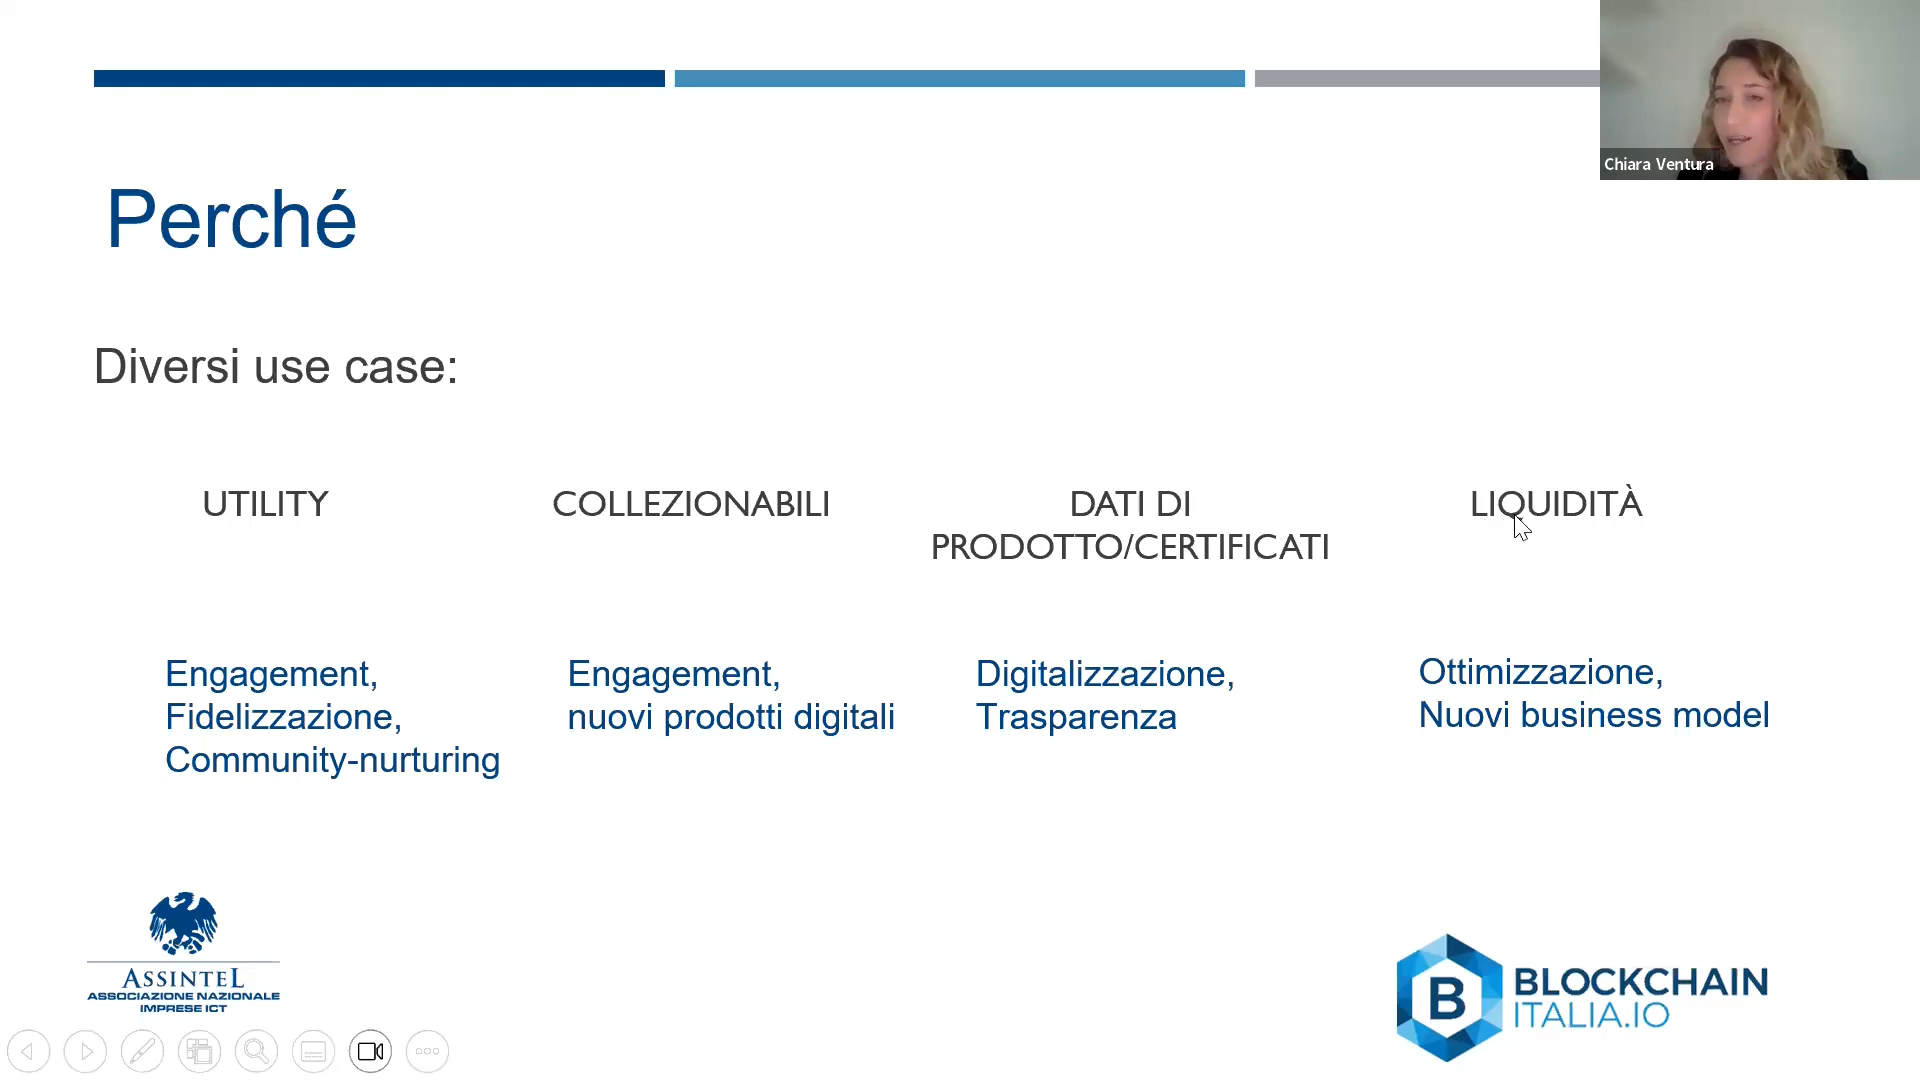 Chiara Ventura
Perché
Diversi use case:
UTILITY
Engagement,
Fidelizzazione,
Community-nurturing
COLLEZIONABILI
Engagement,
nuovi prodotti digitali
DATI DI
PRODOTTO/CERTIFICATI
Digitalizzazione,
Trasparenza
LIQUIDITÀ
Ottimizzazione,
Nuovi business model
ASSINTEL
ASSOCIAZIONE NAZIONALE
IMPRESE ICT
B
BLOCKCHAIN
ITALIA.IO